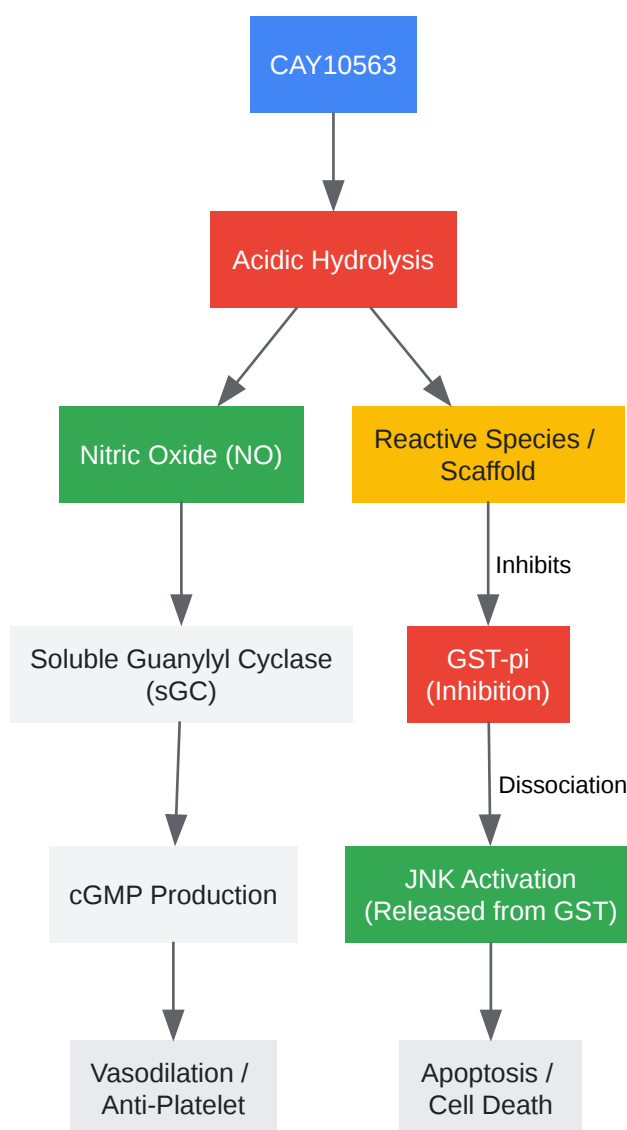 CAY10563
Acidic Hydrolysis
Nitric Oxide (NO)
Reactive Species /
Scaffold
Inhibits
Soluble Guanylyl Cyclase
(sGC)
GST-pi
(Inhibition)
Dissociation
cGMP Production
JNK Activation
(Released from GST)
Vasodilation /
Anti-Platelet
Apoptosis /
Cell Death